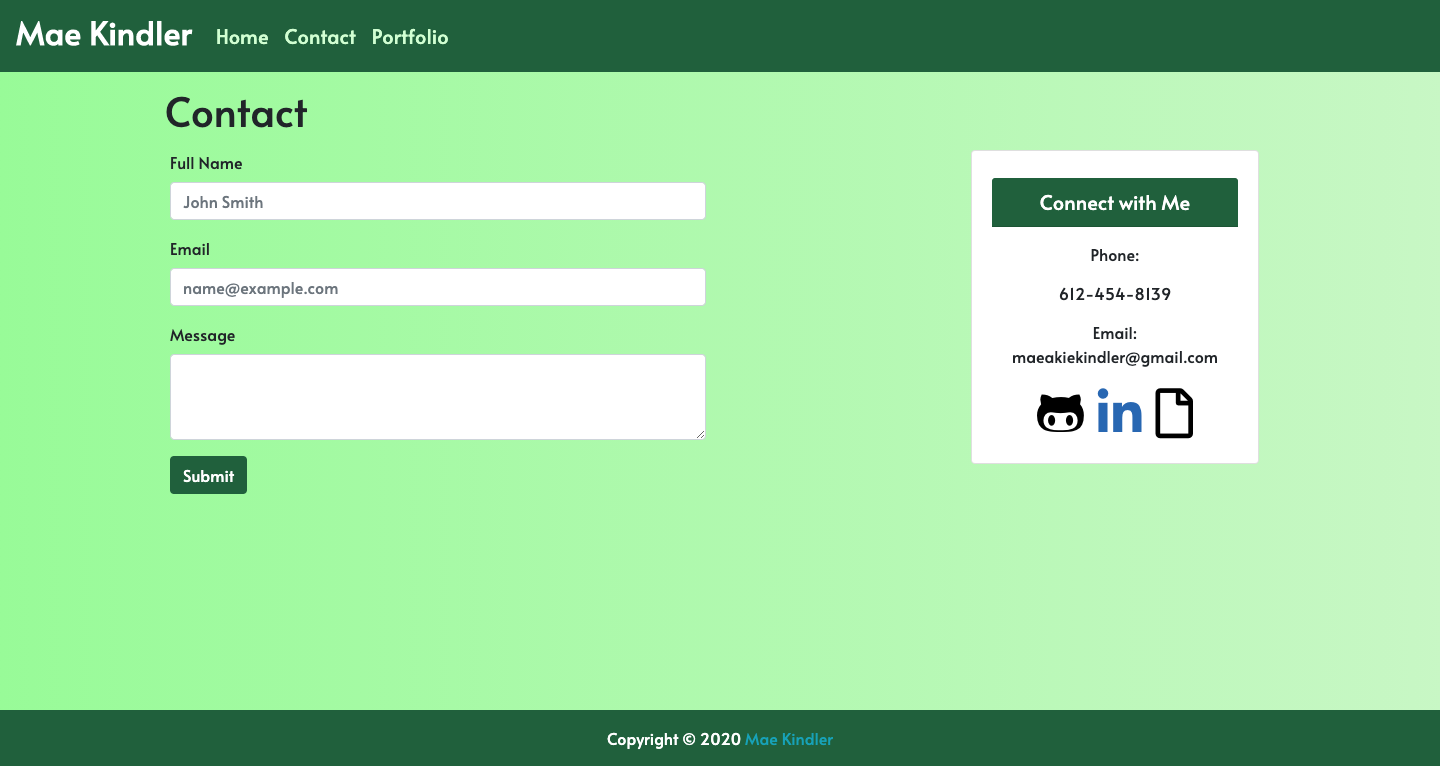 Mae Kindler
Home Contact Portfolio
Contact
Full Name
John Smith
Email
name@example.com
Message
Submit
Connect with Me
Phone:
612-454-8139
Email:
maeakiekindler@gmail.com
in
Copyright © 2020 Mae Kindler